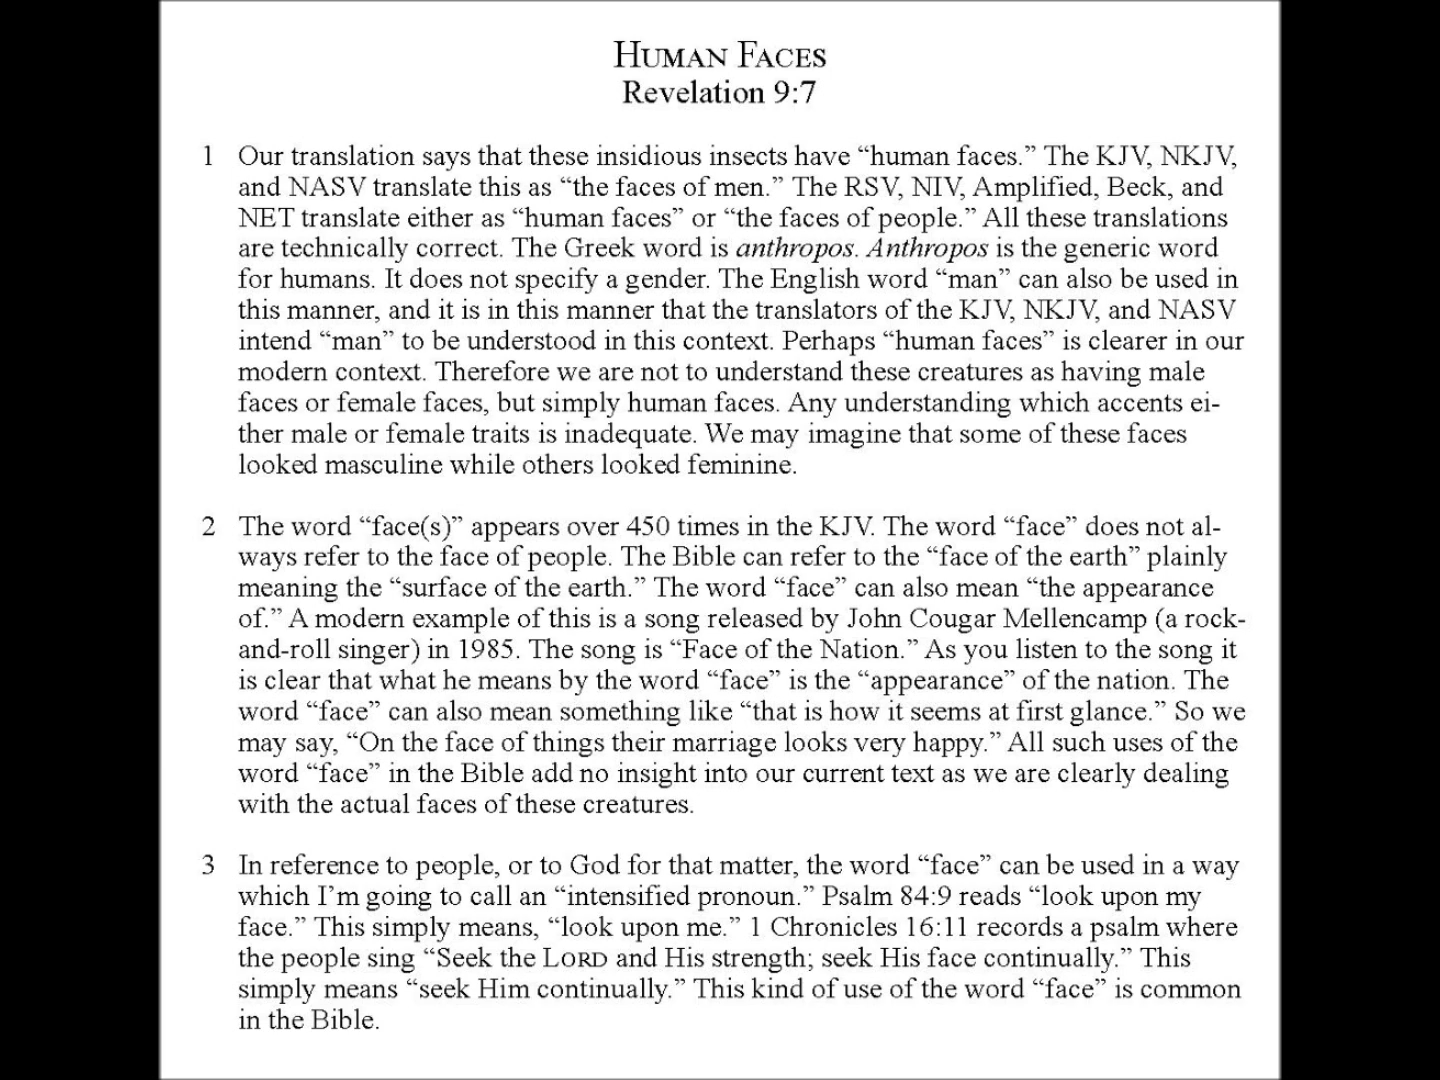 HUMAN FACES
Revelation 9:7
1 Our translation says that these insidious insects have “human faces.” The KJV, NKJV,
and NASV translate this as “the faces of men.” The RSV, NIV, Amplified, Beck, and
NET translate either as “human faces” or “the faces of people.” All these translations
are technically correct. The Greek word is anthropos. Anthropos is the generic word
for humans. It does not specify a gender. The English word “man” can also be used in
this manner, and it is in this manner that the translators of the KJV, NKJV, and NASV
intend “man” to be understood in this context. Perhaps “human faces” is clearer in our
modern context. Therefore we are not to understand these creatures as having male
faces or female faces, but simply human faces. Any understanding which accents ei-
ther male or female traits is inadequate. We may imagine that some of these faces
looked masculine while others looked feminine.
2 The word “face(s)” appears over 450 times in the KJV. The word “face” does not al-
ways refer to the face of people. The Bible can refer to the “face of the earth” plainly
meaning the “surface of the earth.” The word “face” can also mean “the appearance
of.” A modern example of this is a song released by John Cougar Mellencamp (a rock-
and-roll singer) in 1985. The song is “Face of the Nation.” As you listen to the song it
is clear that what he means by the word “face” is the “appearance” of the nation. The
word “face” can also mean something like “that is how it seems at first glance.” So we
may say, “On the face of things their marriage looks very happy.” All such uses of the
word “face” in the Bible add no insight into our current text as we are clearly dealing
with the actual faces of these creatures.
3 In reference to people, or to God for that matter, the word “face” can be used in a way
which I’m going to call an “intensified pronoun.” Psalm 84:9 reads “look upon my
face.” This simply means, “look upon me.” 1 Chronicles 16:11 records a psalm where
the people sing “Seek the LORD and His strength; seek His face continually.” This
simply means “seek Him continually.” This kind of use of the word “face” is common
in the Bible.